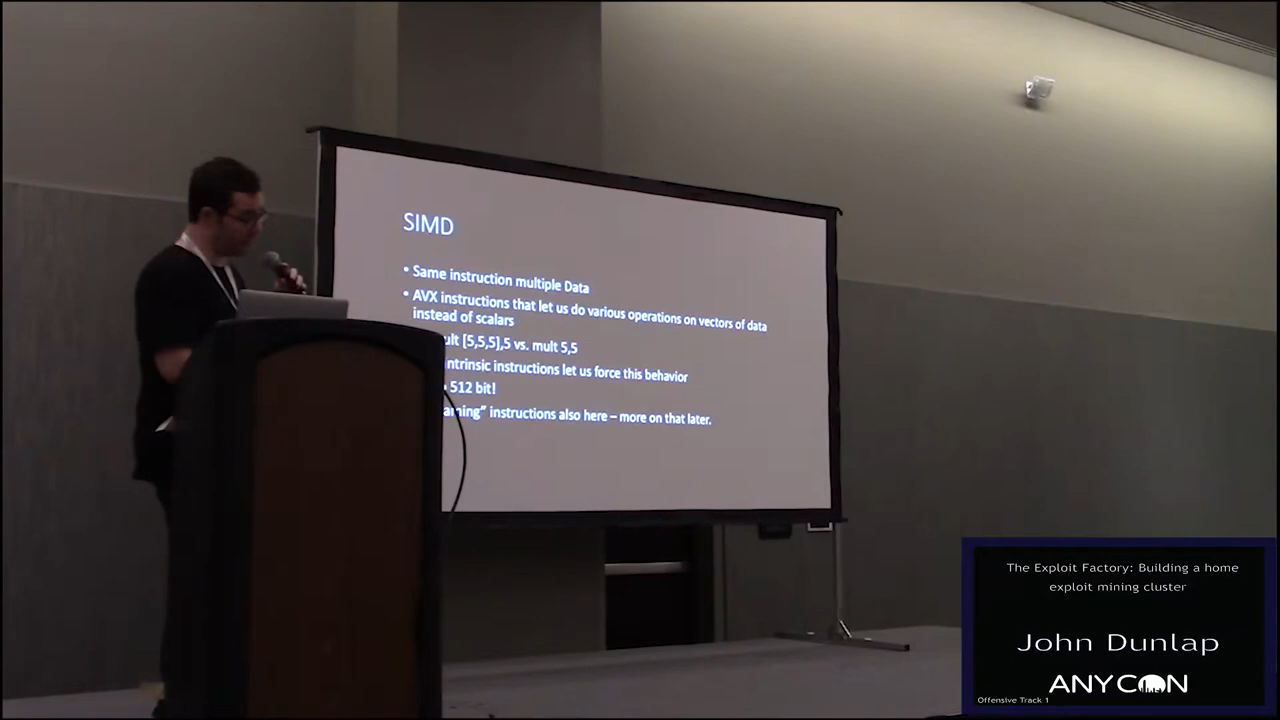 SIMD
• Same instruction multiple Data
• AVX instructions that let us do various operations on vectors of data
instead of scalars
ult [5,5,5],5 vs. mult 5,5
intrinsic instructions let us force this behavior
512 bit!
aming” instructions also here – more on that later.
The Exploit Factory: Building a home
exploit mining cluster
John Dunlap
ANYCON
Offensive Track 1